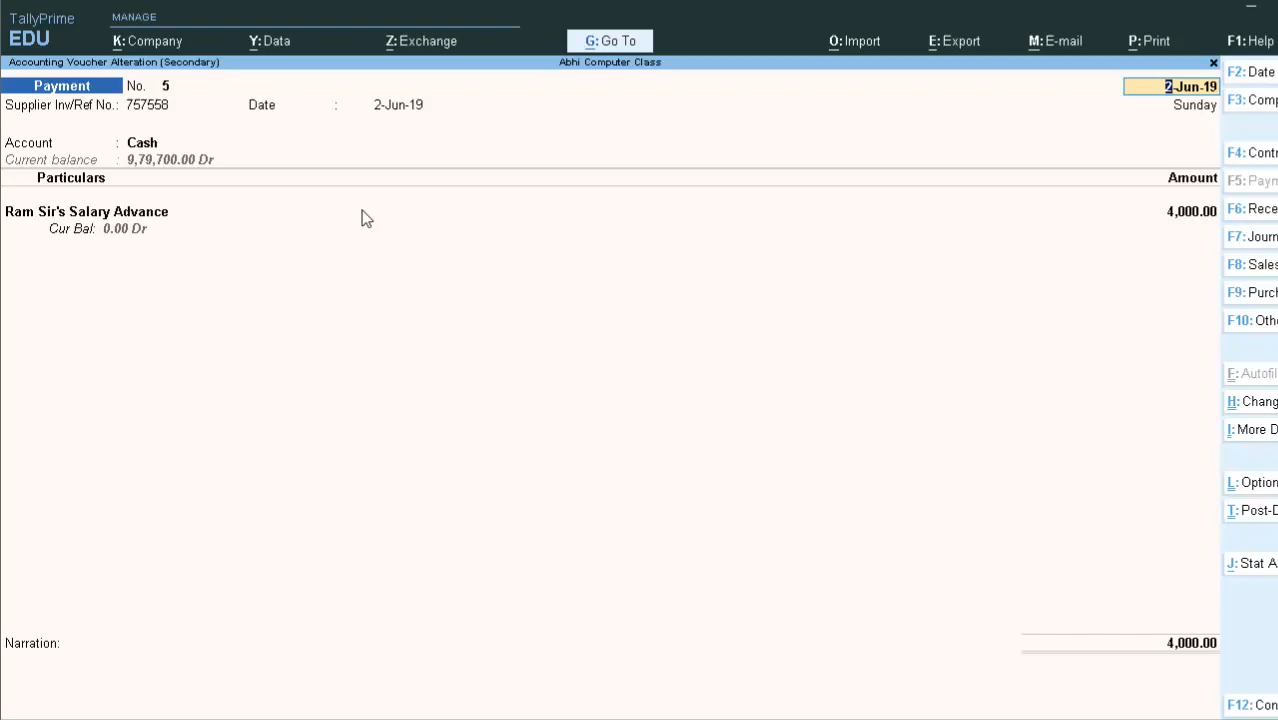 TallyPrime MANAGE
EDU K: Company Y: Data Z: Exchange G: Go To O: Import E: Export M: E-mail P: Print F1: Help
Accounting Voucher Alteration (Secondary) Abhi Computer Class x
Payment No. 5 2-Jun-19
Supplier Inv/Ref No.: 757558 Date : 2-Jun-19 Sunday
Account : Cash
Current balance : 9,79,700.00 Dr
Particulars Amount
Ram Sir's Salary Advance 4,000.00
Cur Bal: 0.00 Dr
Narration: 4,000.00
F2: Date
F3: Comp
F4: Contr
F5: Paym
F6: Rece
F7: Journ
F8: Sales
F9: Purch
F10: Othe
F: Autofil
H: Chang
I: More D
L: Option
T: Post-D
J: Stat A
F12: Con